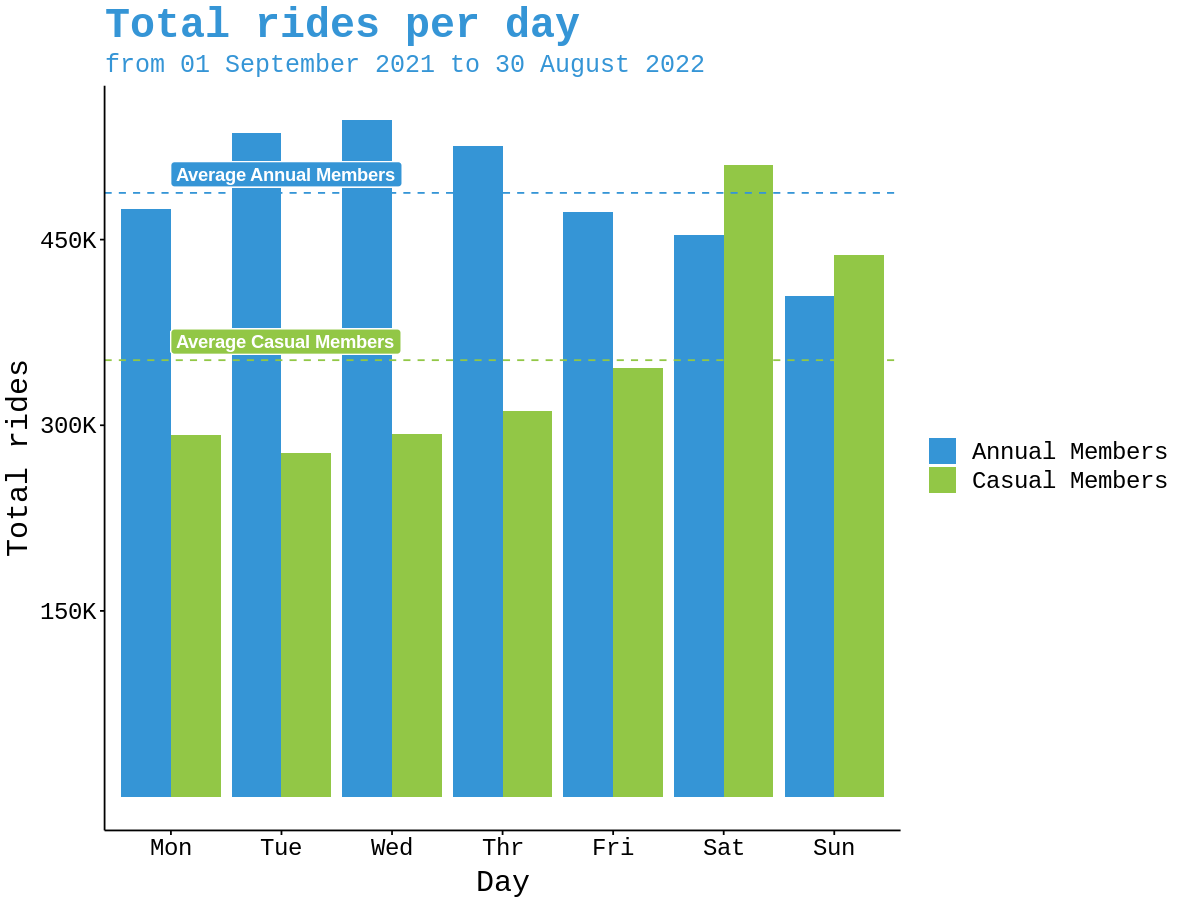 Total rides per day
from 01 September 2021 to 30 August 2022
Total rides
450K
300K
150K
Average Annual Members
Average Casual Members
Mon Tue Wed Thr Fri Sat Sun
Day
Annual Members
Casual Members